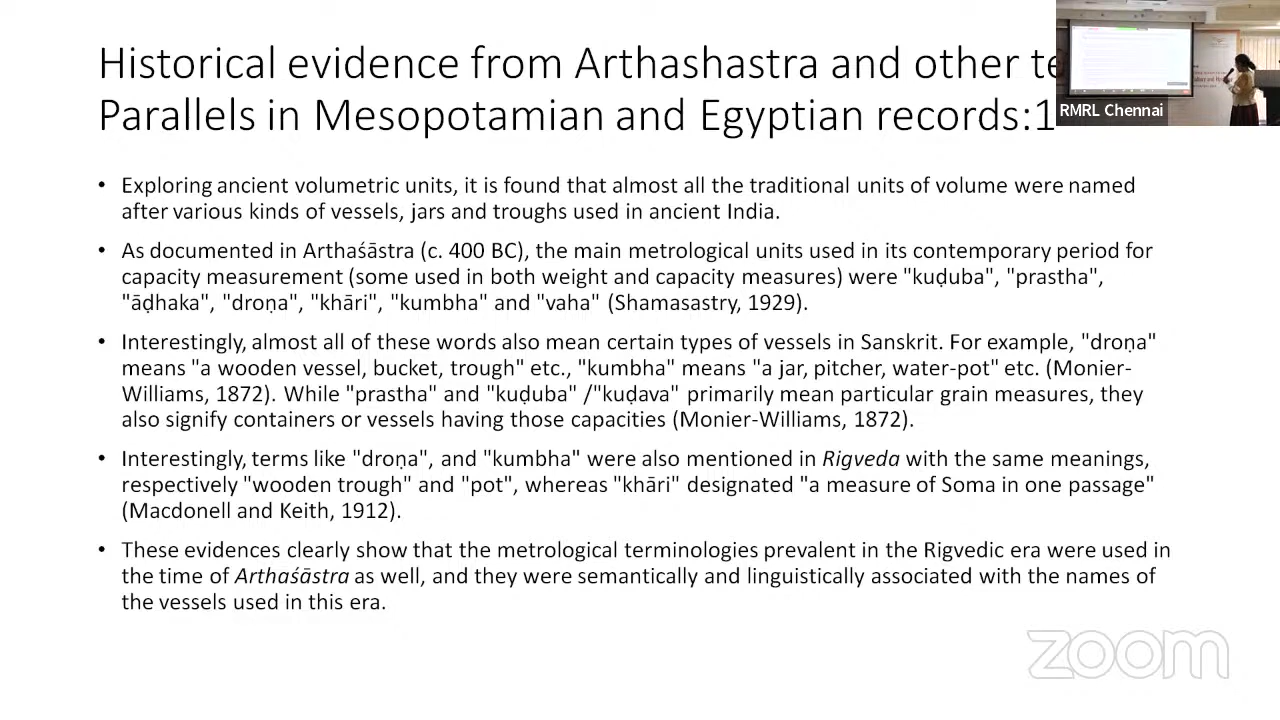 Historical evidence from Arthashastra and other
Parallels in Mesopotamian and Egyptian records:1
RMRL Chennai
• Exploring ancient volumetric units, it is found that almost all the traditional units of volume were named
after various kinds of vessels, jars and troughs used in ancient India.
• As documented in Arthaśāstra (c. 400 BC), the main metrological units used in its contemporary period for
capacity measurement (some used in both weight and capacity measures) were "kuḍuba", "prastha",
"āḍhaka", "droṇa", "khāri", "kumbha" and "vaha" (Shamasastry, 1929).
• Interestingly, almost all of these words also mean certain types of vessels in Sanskrit. For example, "droṇa"
means "a wooden vessel, bucket, trough" etc., "kumbha" means "a jar, pitcher, water-pot" etc. (Monier-
Williams, 1872). While "prastha" and "kuḍuba" /"kuḍava" primarily mean particular grain measures, they
also signify containers or vessels having those capacities (Monier-Williams, 1872).
• Interestingly, terms like "droṇa", and "kumbha" were also mentioned in Rigveda with the same meanings,
respectively "wooden trough" and "pot", whereas "khāri" designated "a measure of Soma in one passage"
(Macdonell and Keith, 1912).
• These evidences clearly show that the metrological terminologies prevalent in the Rigvedic era were used in
the time of Arthaśāstra as well, and they were semantically and linguistically associated with the names of
the vessels used in this era.
zoom